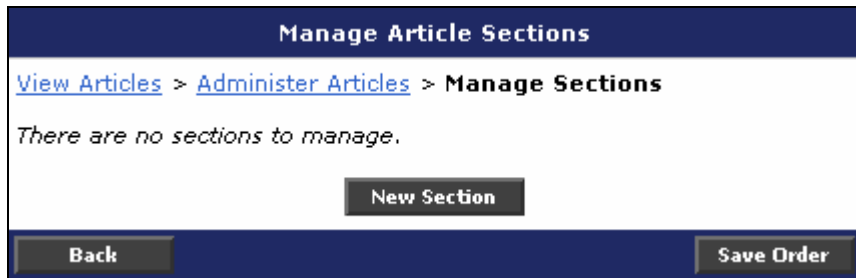 Manage Article Sections
View Articles > Administer Articles > Manage Sections
There are no sections to manage.
New Section
Back Save Order